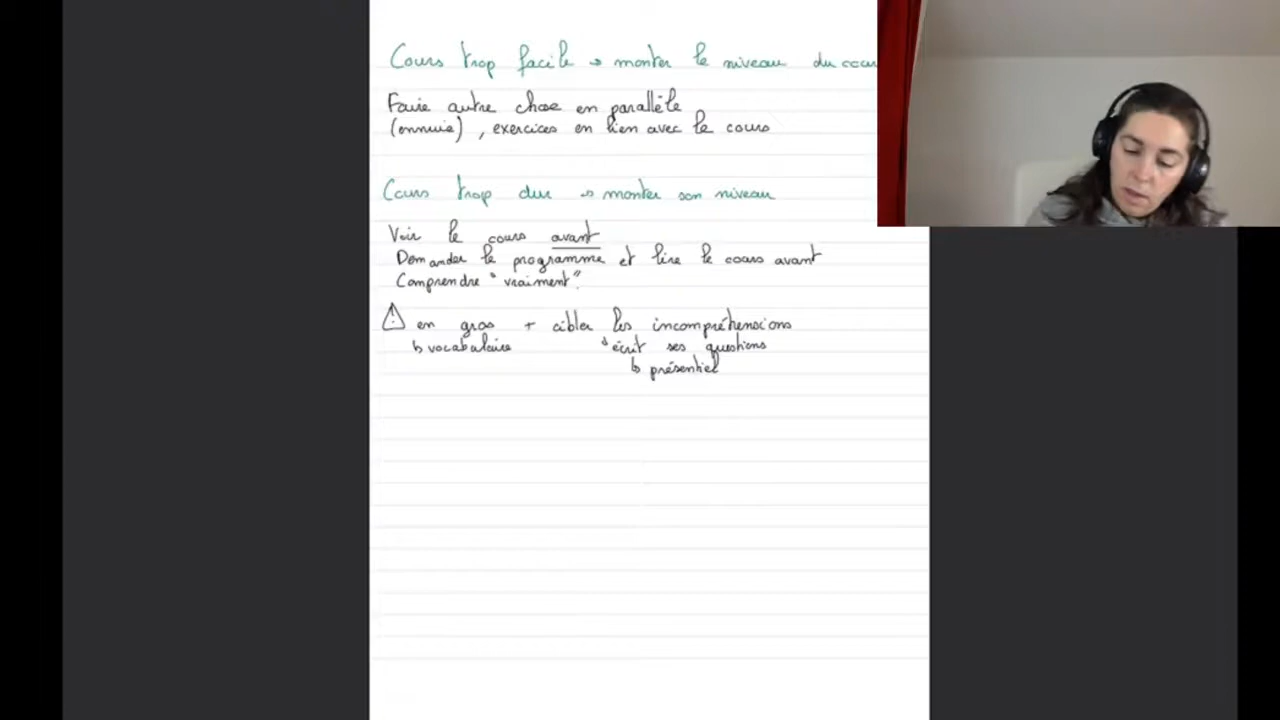 Cours trop facile → monter le niveau du cour
Faire autre chose en parallèle
(ennuie), exercices en lien avec le cours
Cours trop dur → monter son niveau
Voir le cours avant
Demander le programme et lire le cours avant
Comprendre "vraiment".
⚠ en gros + cibler les incompréhensions
↳ vocabulaire ↳ écrit ses questions
↳ présentiel